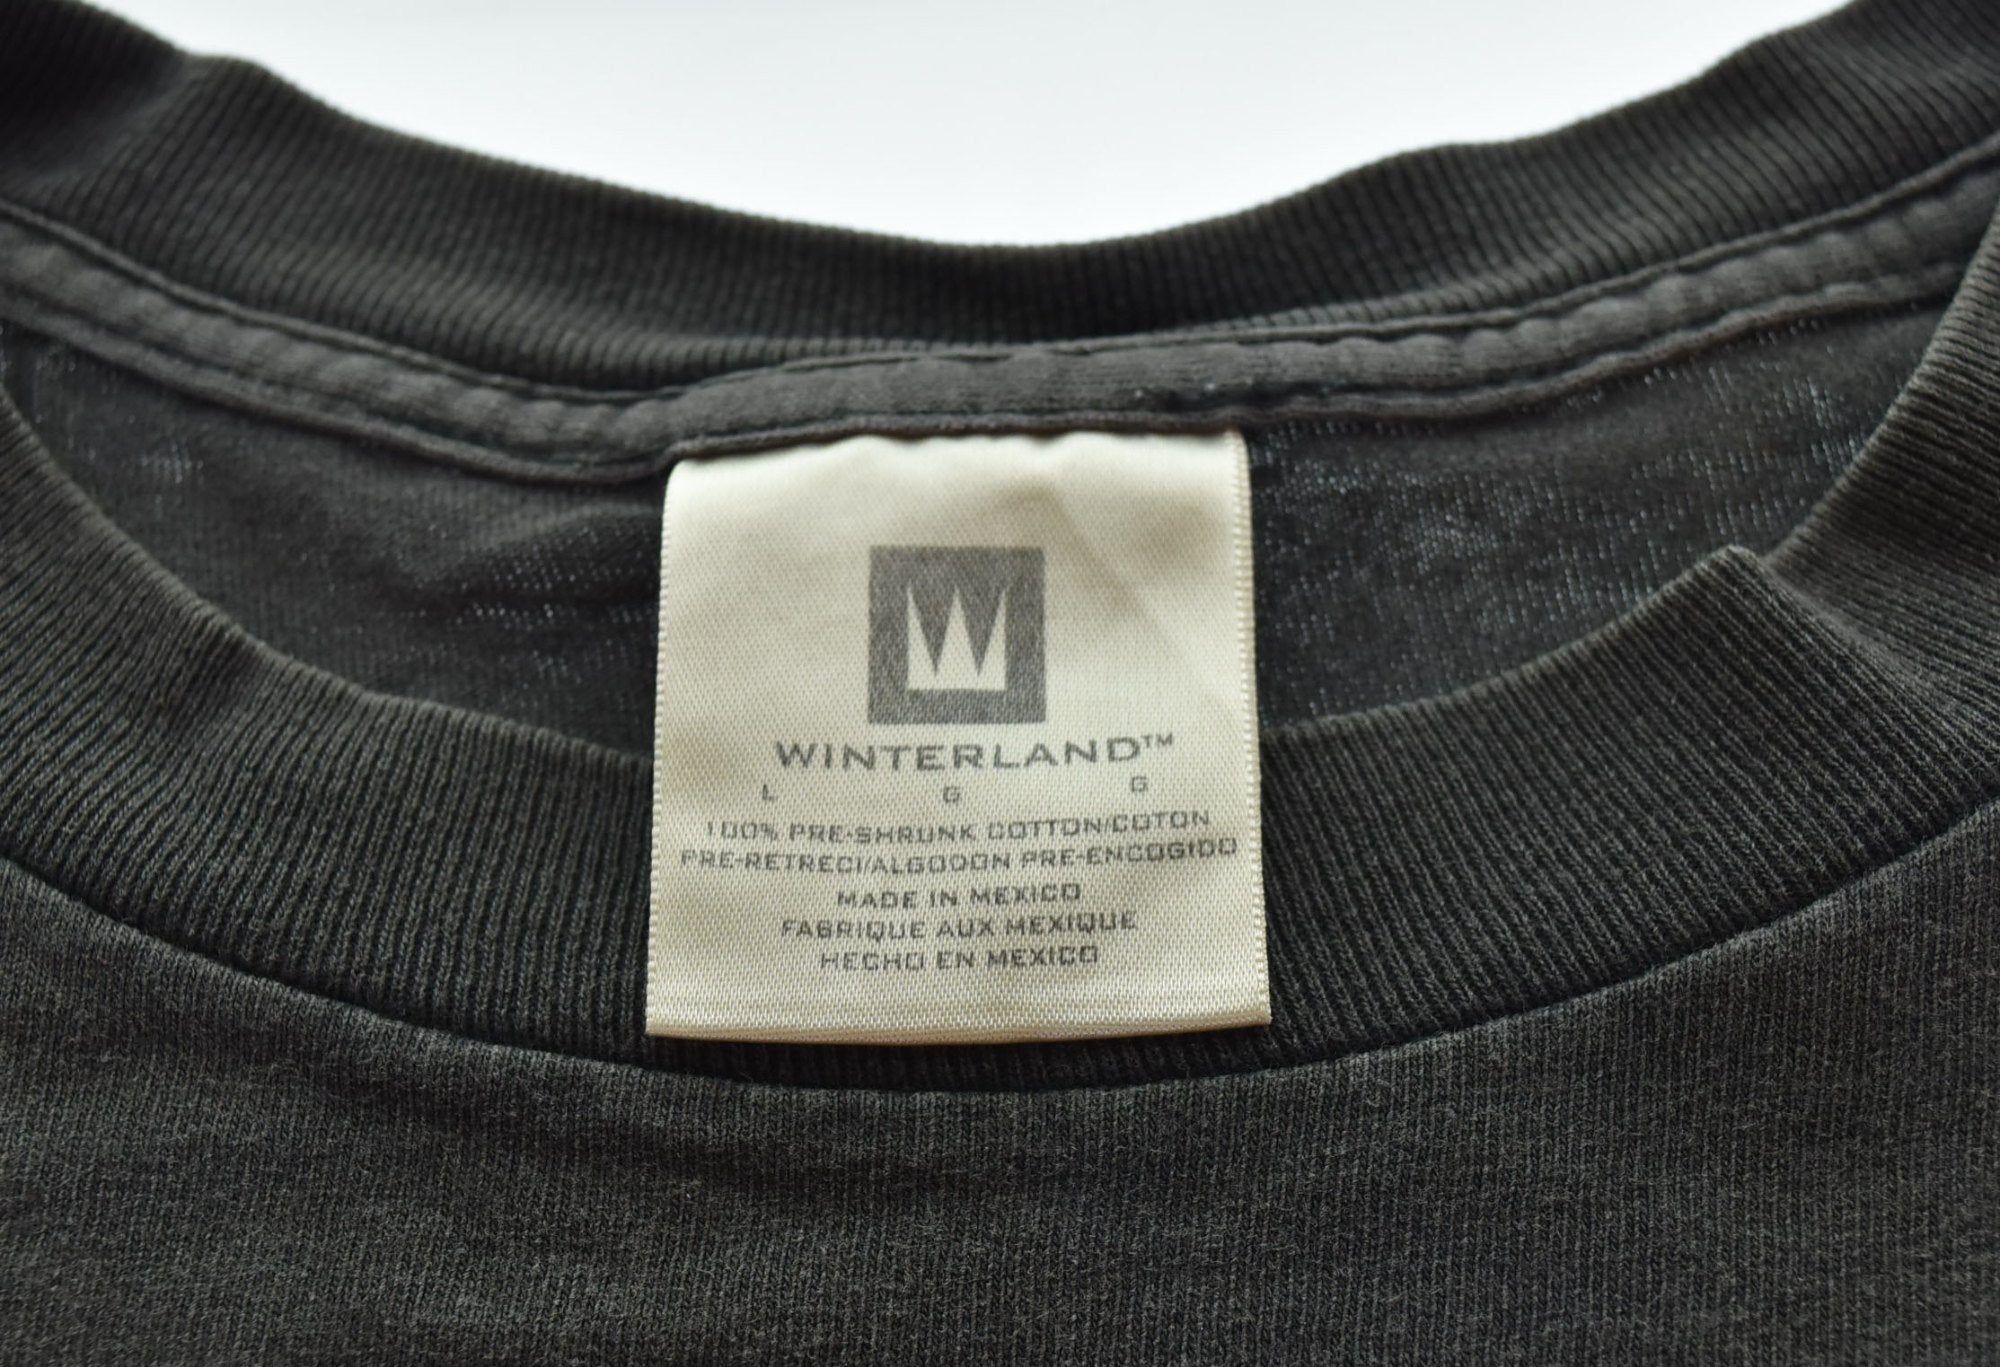 W
WINTERLAND™
L G G
100% PRE-SHRUNK COTTON/COTON
PRE-RETRECI/ALGODON PRE-ENCOGIDO
MADE IN MEXICO
FABRIQUE AUX MEXIQUE
HECHO EN MEXICO